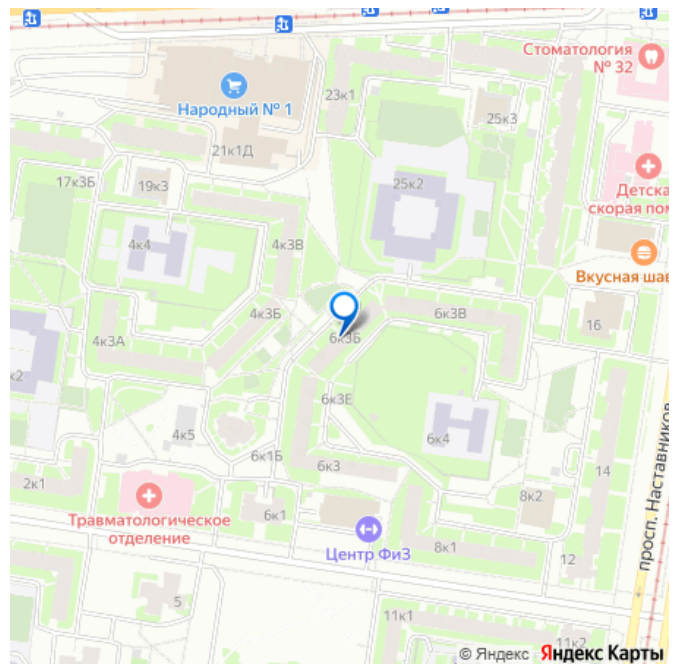 Стоматология
№ 32
23к1
Народный № 1
25к3
21к1Д
17к3Б
19к3
25к2
Детска
скорая пом
4к4
4к3В
Вкусная шав
4к3Б
6к3В
16
4к3А
6к3Б
к2
6к3Е
4к5
6к4
6к1Б
6к3
14
2к1
8к2
просп. Наставников
Травматологическое
отделение
6к1
Центр ФиЗ
8к1
12
5
11к1
11к2
© Яндекс Яндекс Карты